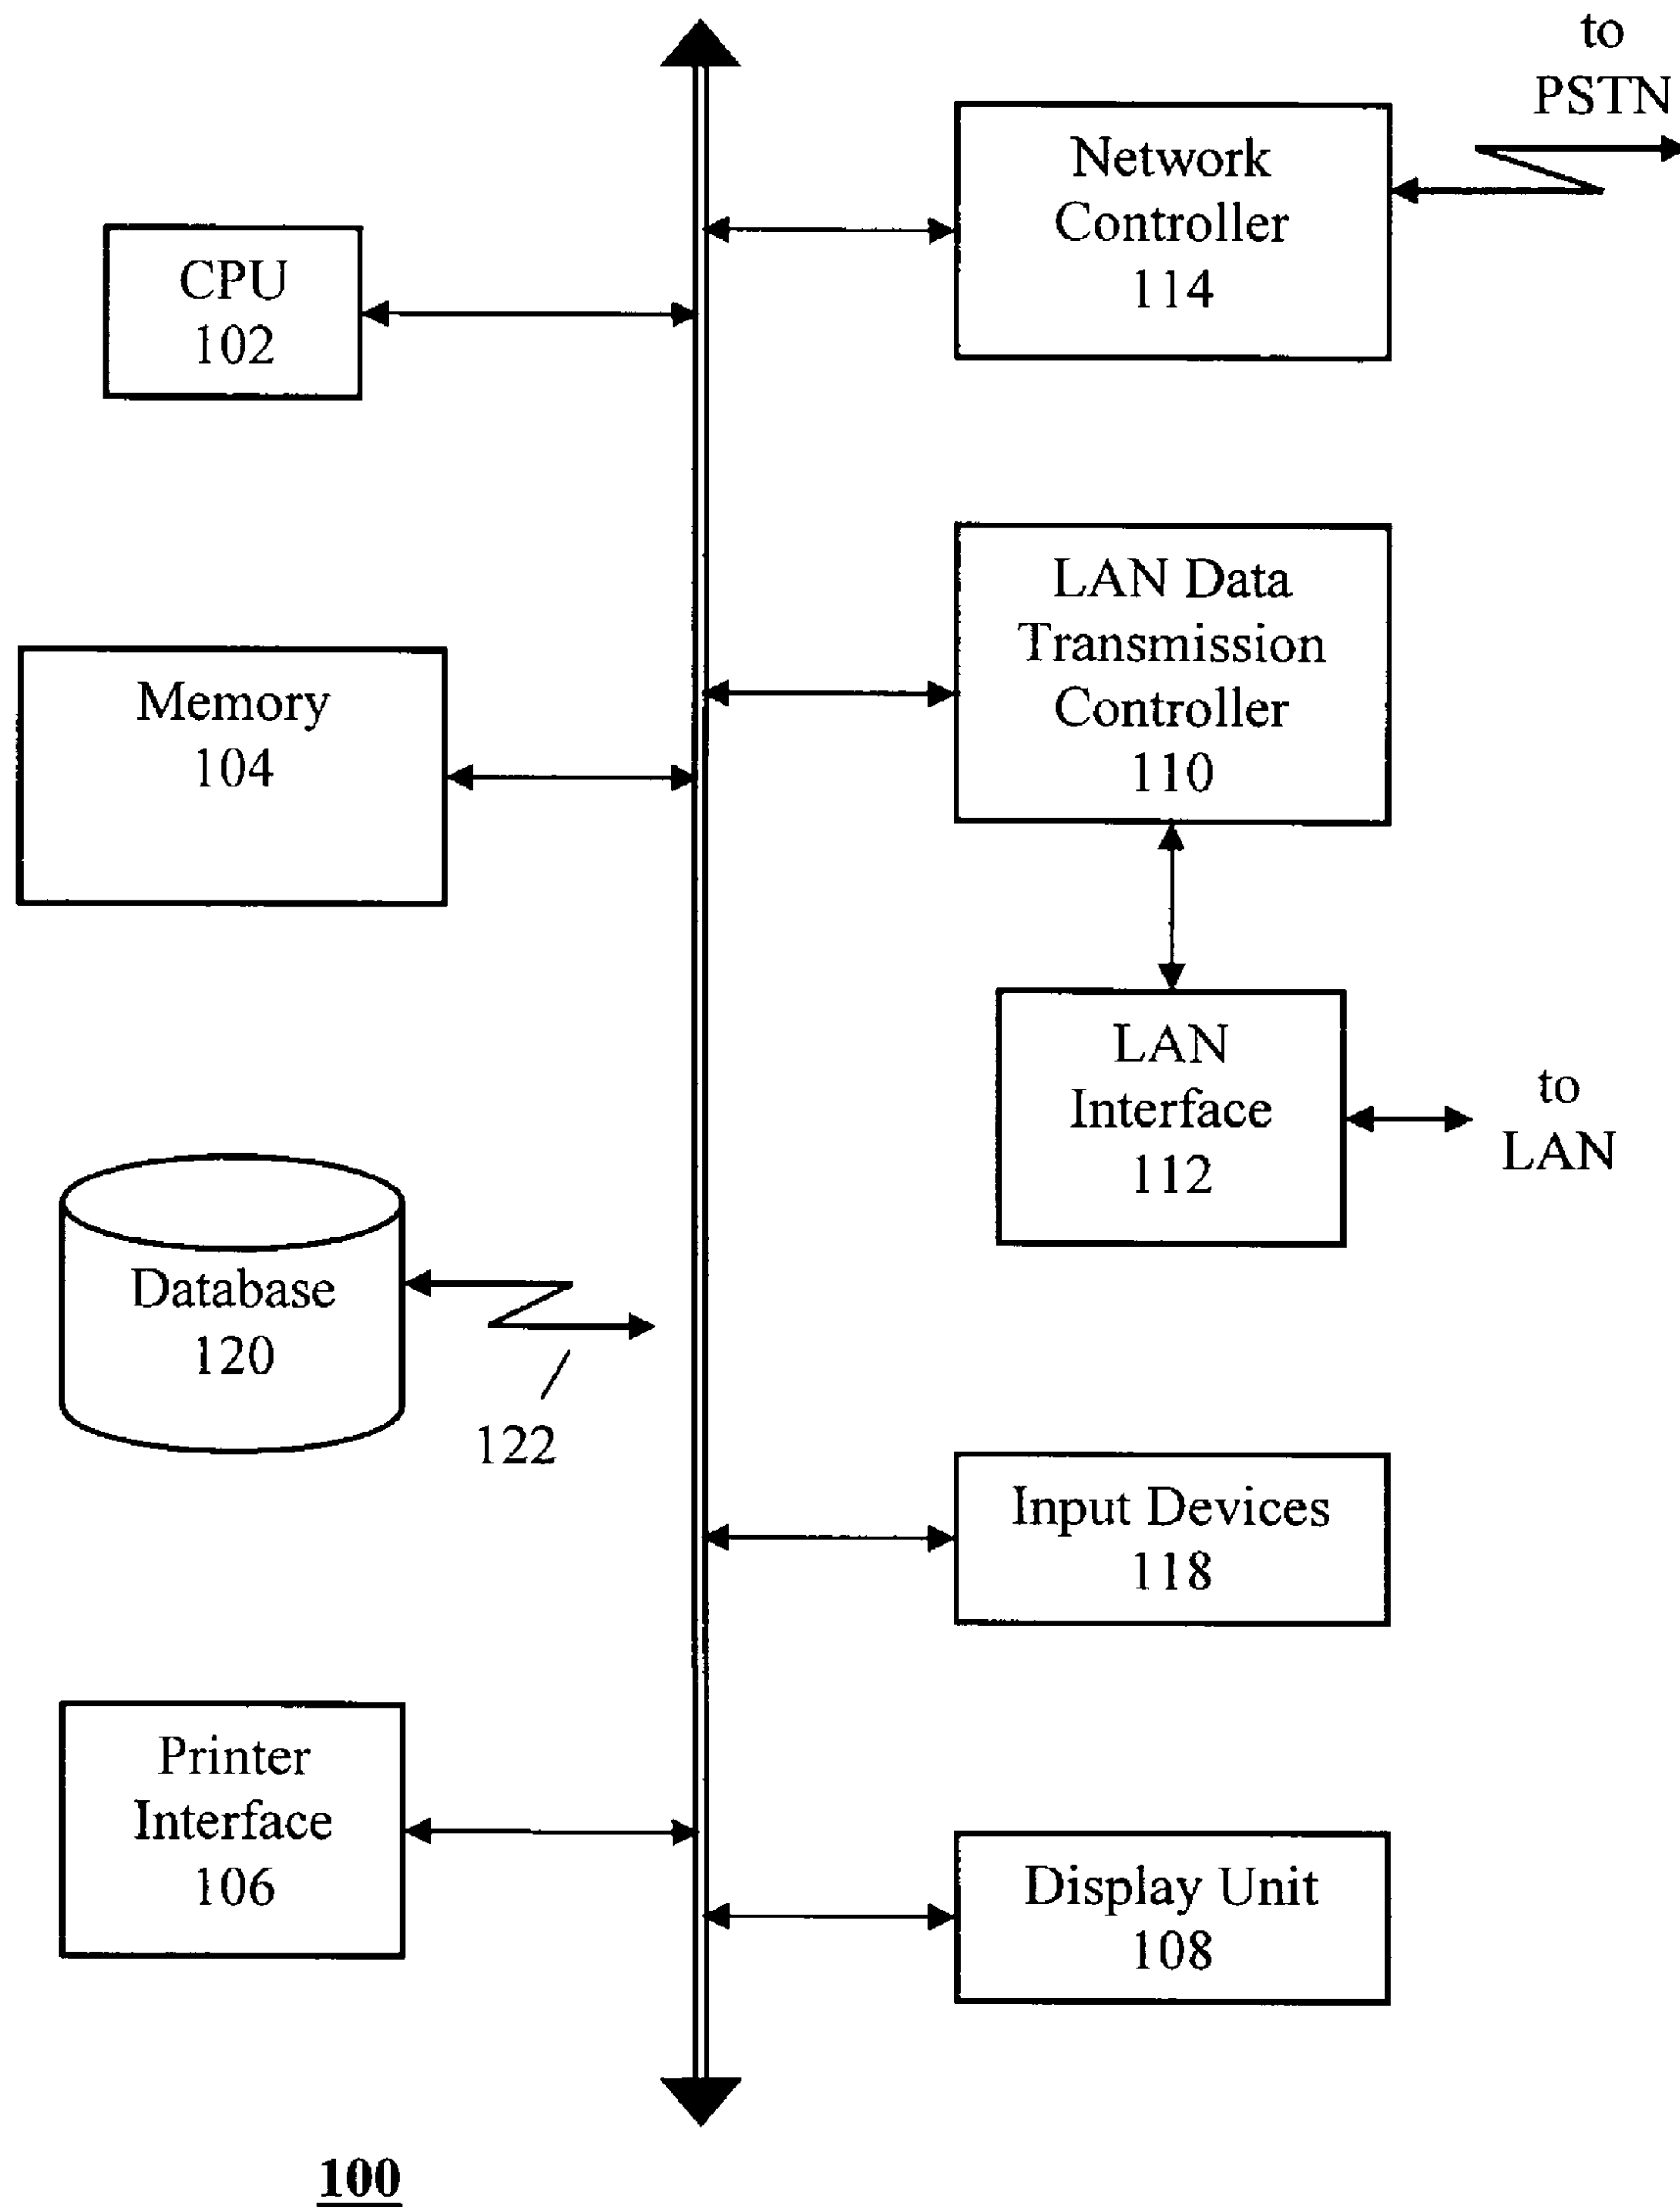 to
PSTN
Network
Controller
114
CPU
102
LAN Data
Transmission
Controller
110
Memory
104
LAN
Interface
112
to
LAN
Database
120
122
Input Devices
118
Printer
Interface
106
Display Unit
108
100